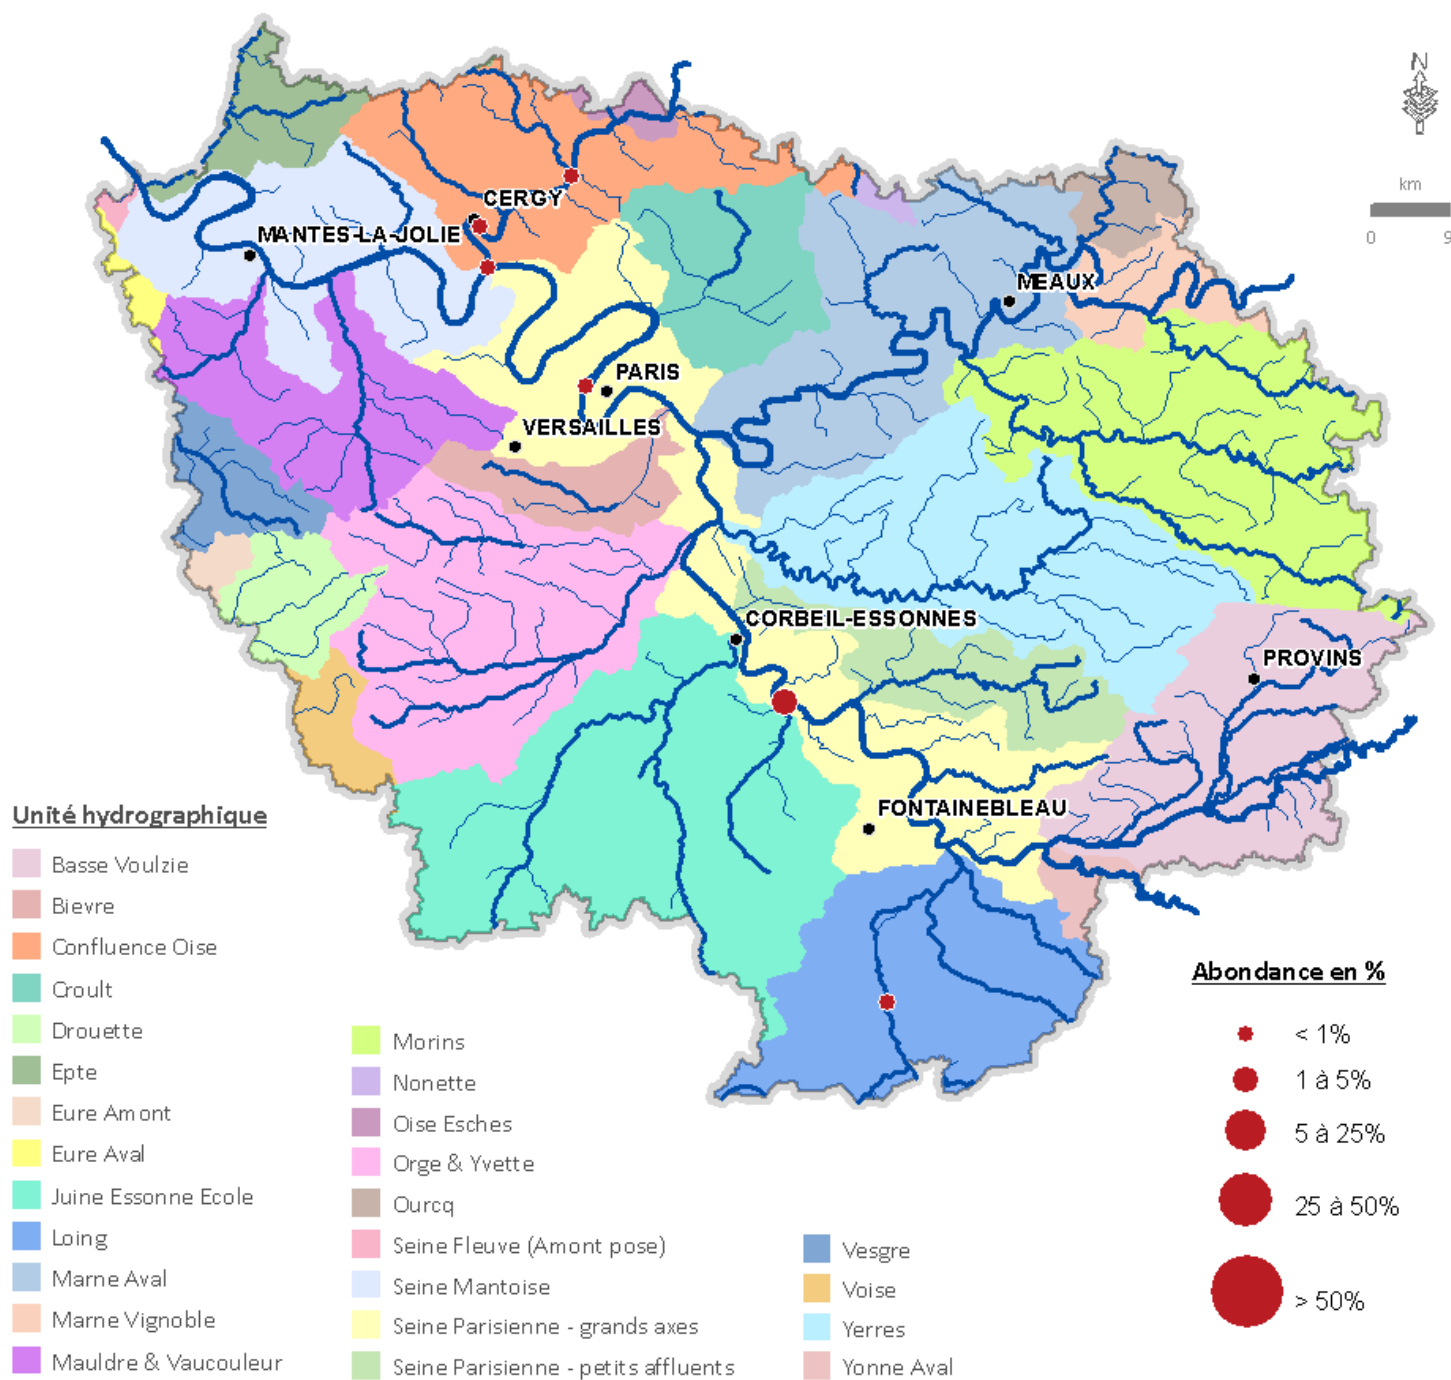 N
km
0 9
CERGY
MANTES-LA-JOLIE
MEAUX
PARIS
VERSAILLES
CORBEIL-ESSONNES
PROVINS
FONTAINEBLEAU
Unité hydrographique
Basse Voulzie
Bievre
Confluence Oise
Croult
Drouette
Epte
Eure Amont
Eure Aval
Juine Essonne Ecole
Loing
Marne Aval
Marne Vignoble
Mauldre & Vaucouleur
Morins
Nonette
Oise Esches
Orge & Yvette
Ourcq
Seine Fleuve (Amont pose)
Seine Mantoise
Seine Parisienne - grands axes
Seine Parisienne - petits affluents
Vesgre
Voise
Yerres
Yonne Aval
Abondance en %
< 1%
1 à 5%
5 à 25%
25 à 50%
> 50%